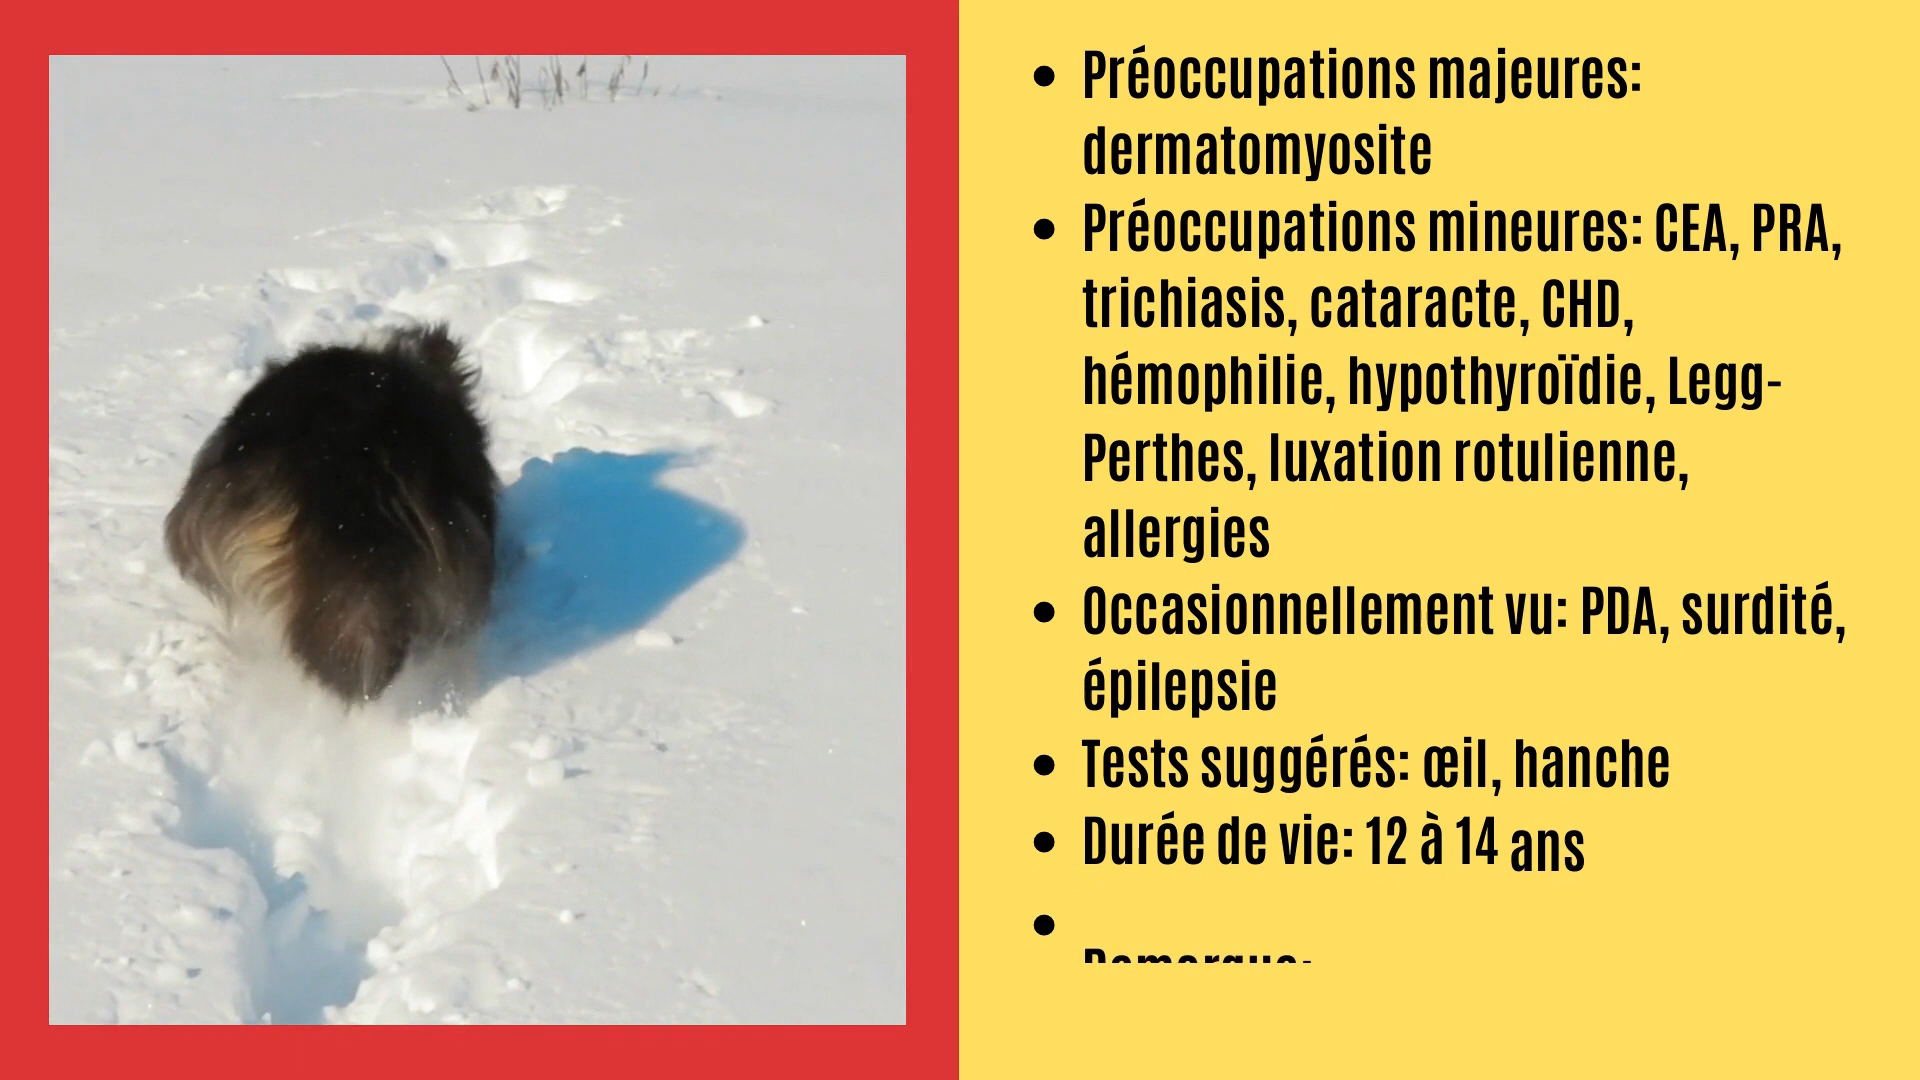 • Préoccupations majeures:
dermatomyosite
• Préoccupations mineures: CEA, PRA,
trichiasis, cataracte, CHD,
hémophilie, hypothyroïdie, Legg-
Perthes, luxation rotulienne,
allergies
• Occasionnellement vu: PDA, surdité,
épilepsie
• Tests suggérés: œil, hanche
• Durée de vie: 12 à 14 ans
•